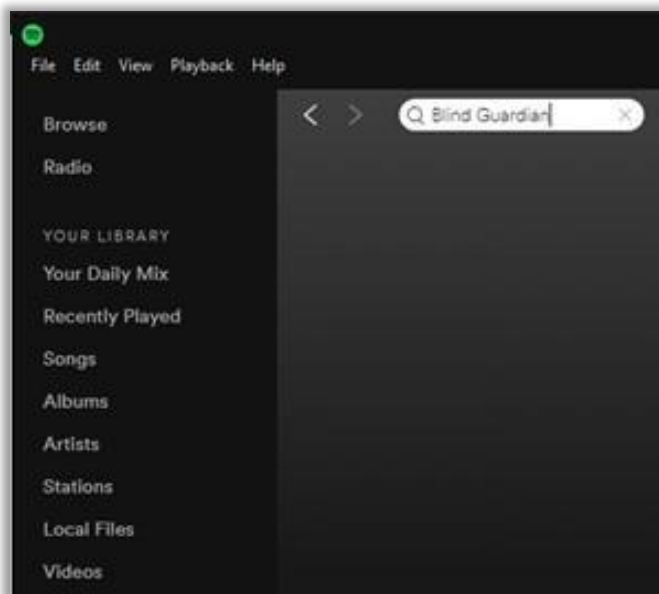 File Edit View Playback Help
Blind Guardian
Browse
Radio
YOUR LIBRARY
Your Daily Mix
Recently Played
Songs
Albums
Artists
Stations
Local Files
Videos